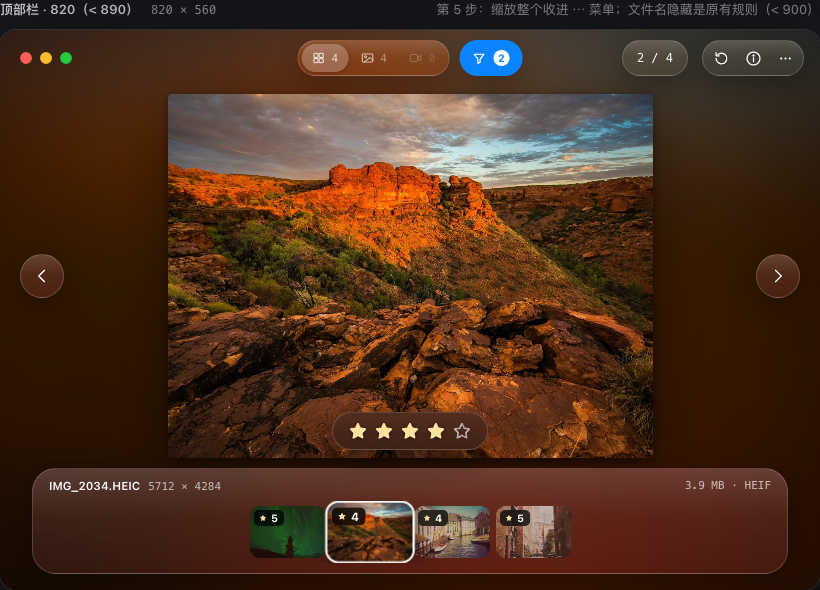 顶部栏 · 820（< 890） 820 × 560
第 5 步：缩放整个收进 ··· 菜单；文件名隐藏是原有规则（< 900）
4 4 0 2 2 / 4
IMG_2034.HEIC 5712 × 4284 3.9 MB · HEIF
5 4 4 5